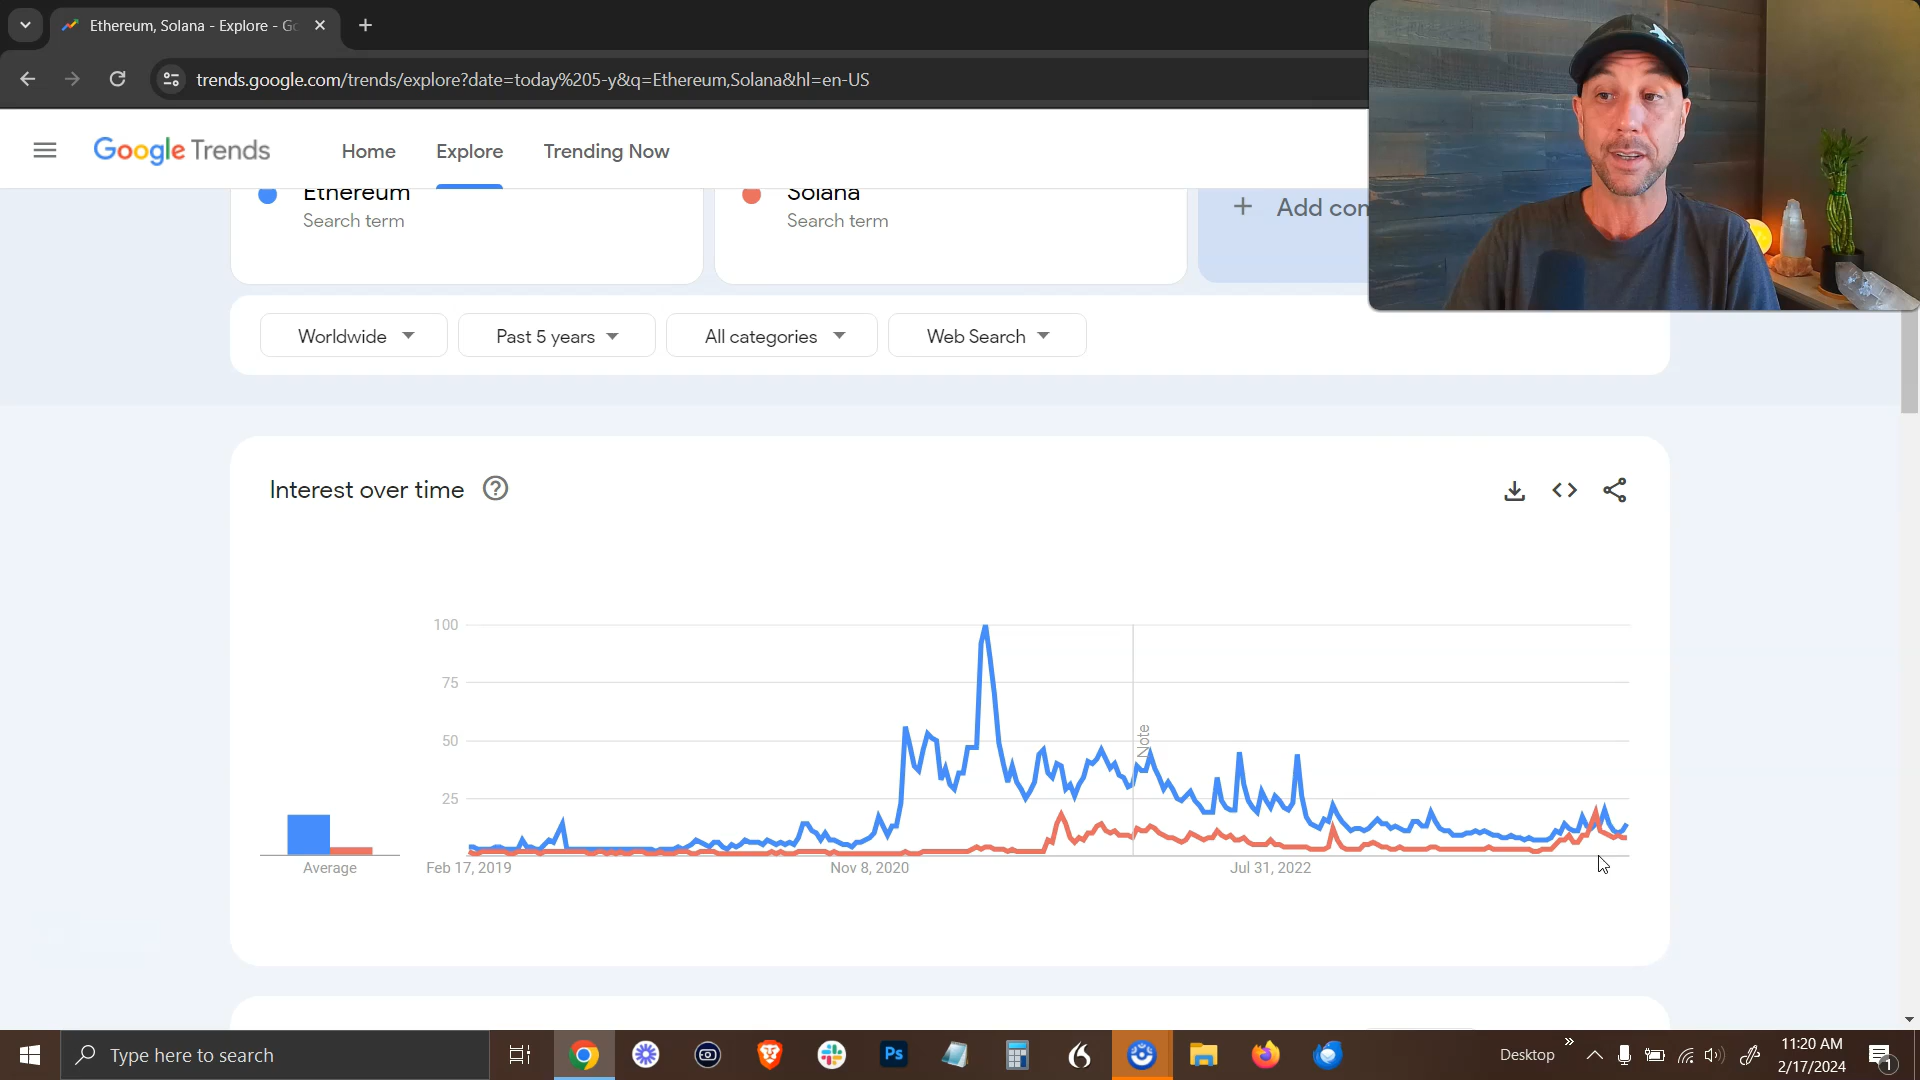 Ethereum, Solana - Explore - Go
trends.google.com/trends/explore?date=today%205-y&q=Ethereum,Solana&hl=en-US
Google Trends
Home
Explore
Trending Now
Ethereum
Search term
Solana
Search term
+ Add con
Worldwide
Past 5 years
All categories
Web Search
Interest over time
100
75
50
25
Note
Average
Feb 17, 2019
Nov 8, 2020
Jul 31, 2022
Type here to search
Ps
Desktop
11:20 AM
2/17/2024
1